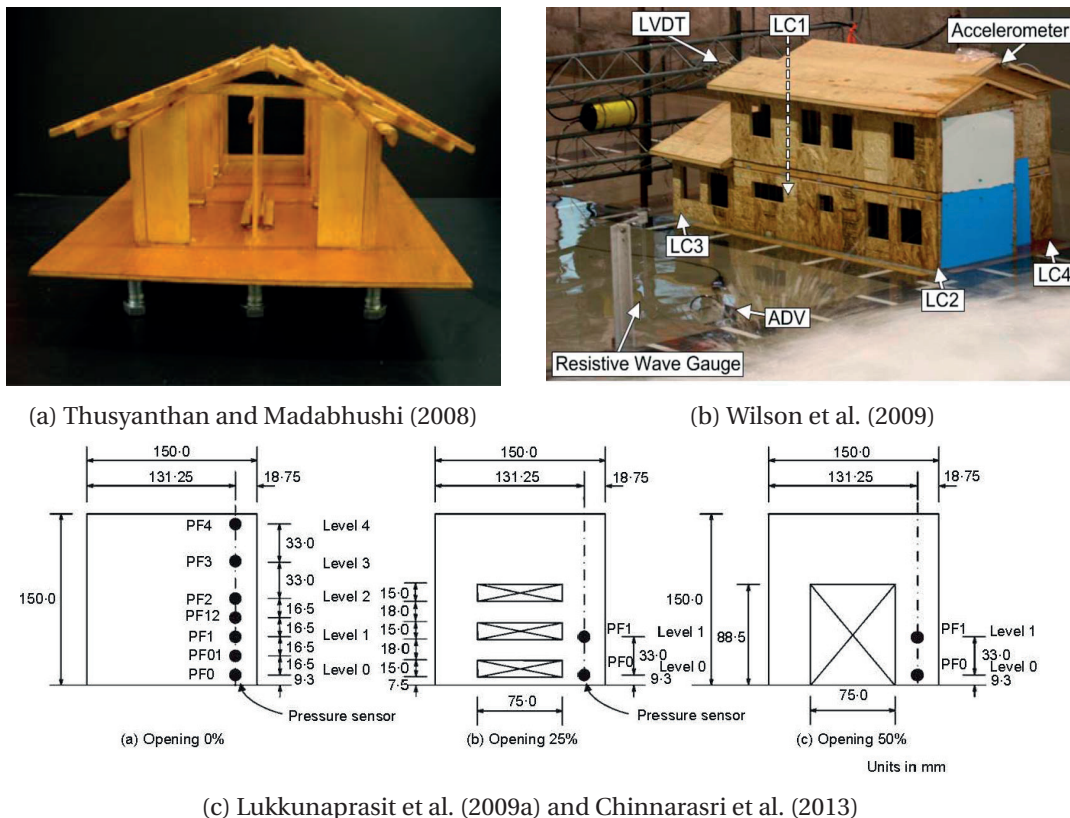 LVDT
LC1
Accelerometer
LC3
LC2
LC4
ADV
Resistive Wave Gauge
(a) Thusyanthan and Madabhushi (2008)
(b) Wilson et al. (2009)
150·0
131·25
18·75
PF4
Level 4
33·0
PF3
Level 3
33·0
150·0
PF2
Level 2
16·5
PF12
16·5
PF1
Level 1
16·5
PF01
16·5
PF0
Level 0
9·3
Pressure sensor
(a) Opening 0%
150·0
131·25
18·75
15·0
18·0
15·0
18·0
15·0
7·5
PF1
Level 1
33·0
PF0
Level 0
9·3
75·0
Pressure sensor
(b) Opening 25%
150·0
131·25
18·75
150·0
88·5
PF1
Level 1
33·0
PF0
Level 0
9·3
75·0
(c) Opening 50%
Units in mm
(c) Lukkunaprasit et al. (2009a) and Chinnarasri et al. (2013)